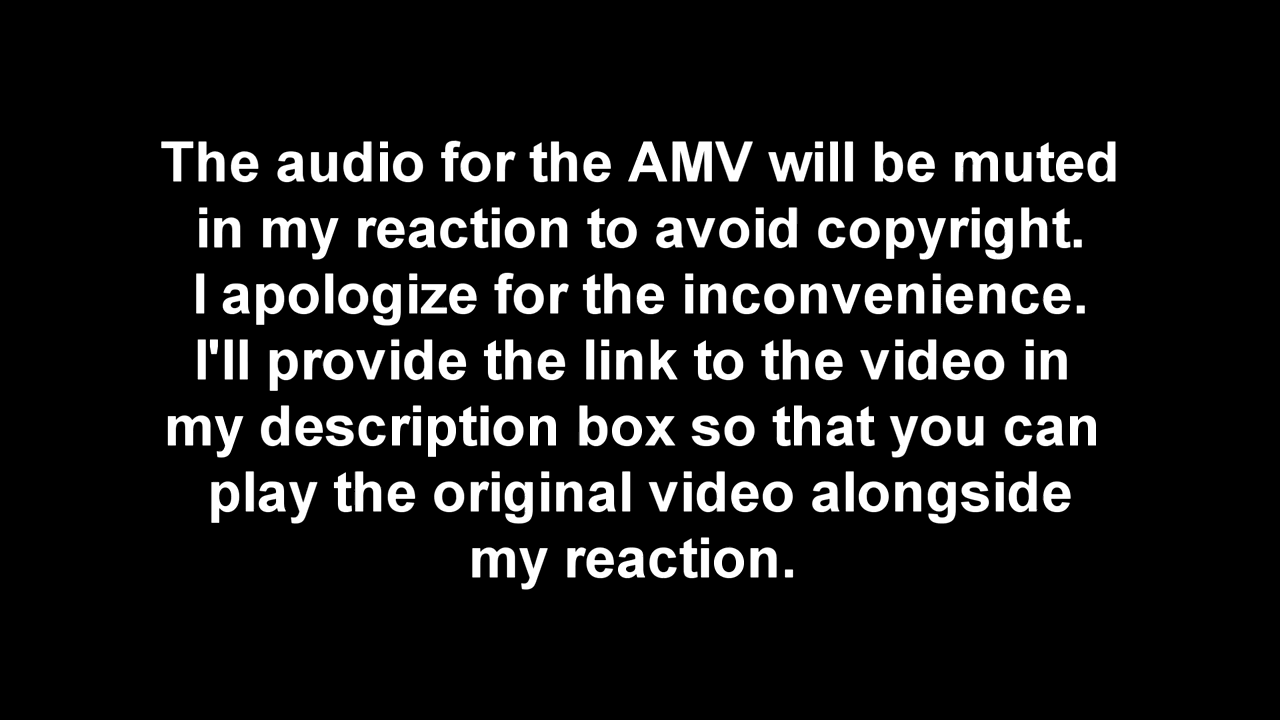 The audio for the AMV will be muted
in my reaction to avoid copyright.
I apologize for the inconvenience.
I'll provide the link to the video in
my description box so that you can
play the original video alongside
my reaction.